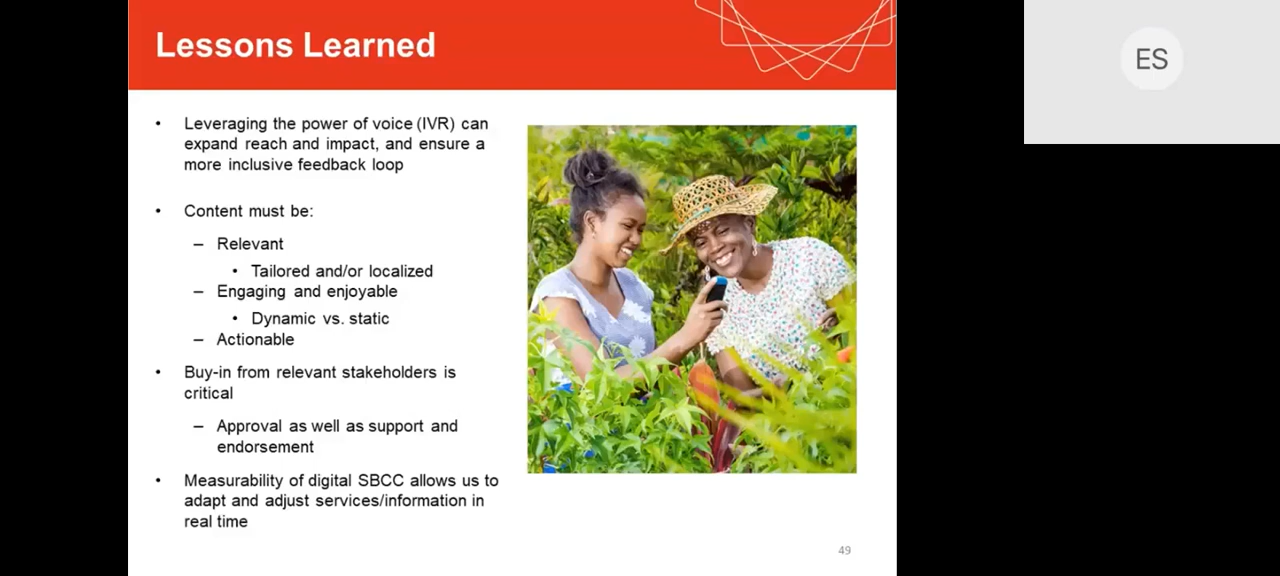 Lessons Learned
• Leveraging the power of voice (IVR) can
expand reach and impact, and ensure a
more inclusive feedback loop
• Content must be:
– Relevant
• Tailored and/or localized
– Engaging and enjoyable
• Dynamic vs. static
– Actionable
• Buy-in from relevant stakeholders is
critical
– Approval as well as support and
endorsement
• Measurability of digital SBCC allows us to
adapt and adjust services/information in
real time
49
ES